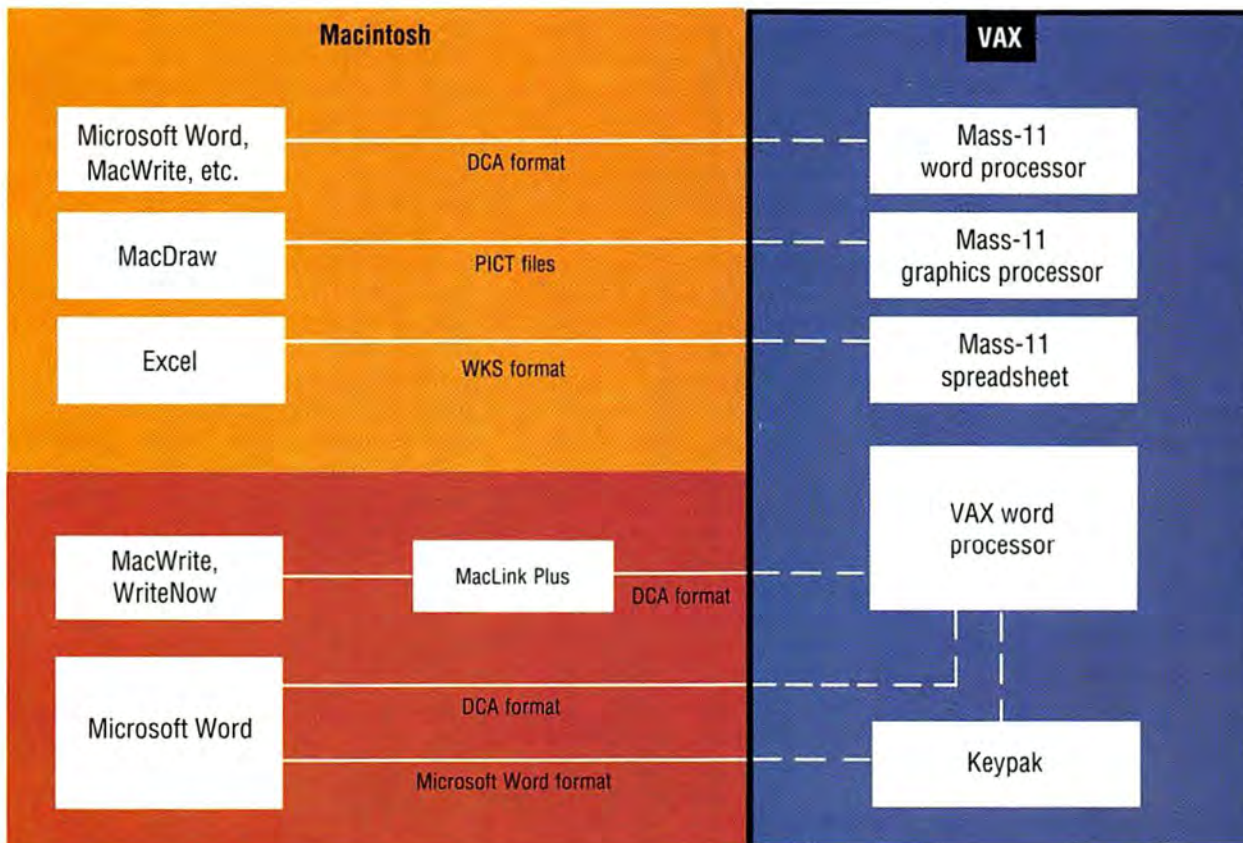 Macintosh
VAX
Microsoft Word,
MacWrite, etc.
DCA format
Mass-11
word processor
MacDraw
PICT files
Mass-11
graphics processor
Excel
WKS format
Mass-11
spreadsheet
MacWrite,
WriteNow
MacLink Plus
DCA format
VAX word
processor
Microsoft Word
DCA format
Microsoft Word format
Keypak